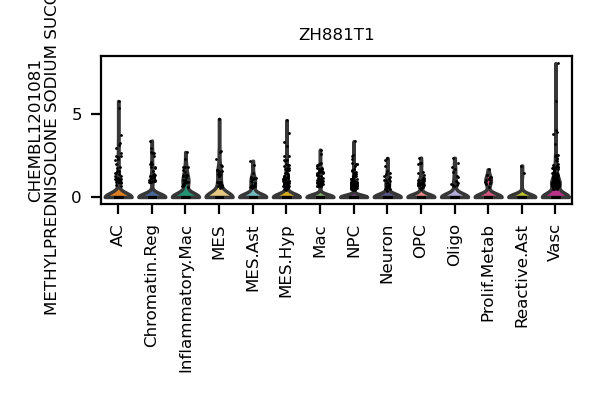 ZH881T1
CHEMBL1201081
METHYLPREDNISOLONE SODIUM
5
0
AC
Chromatin.Reg
Inflammatory.Mac
MES
MES.Ast
MES.Hyp
Mac
NPC
Neuron
OPC
Oligo
Prolif.Metab
Reactive.Ast
Vasc